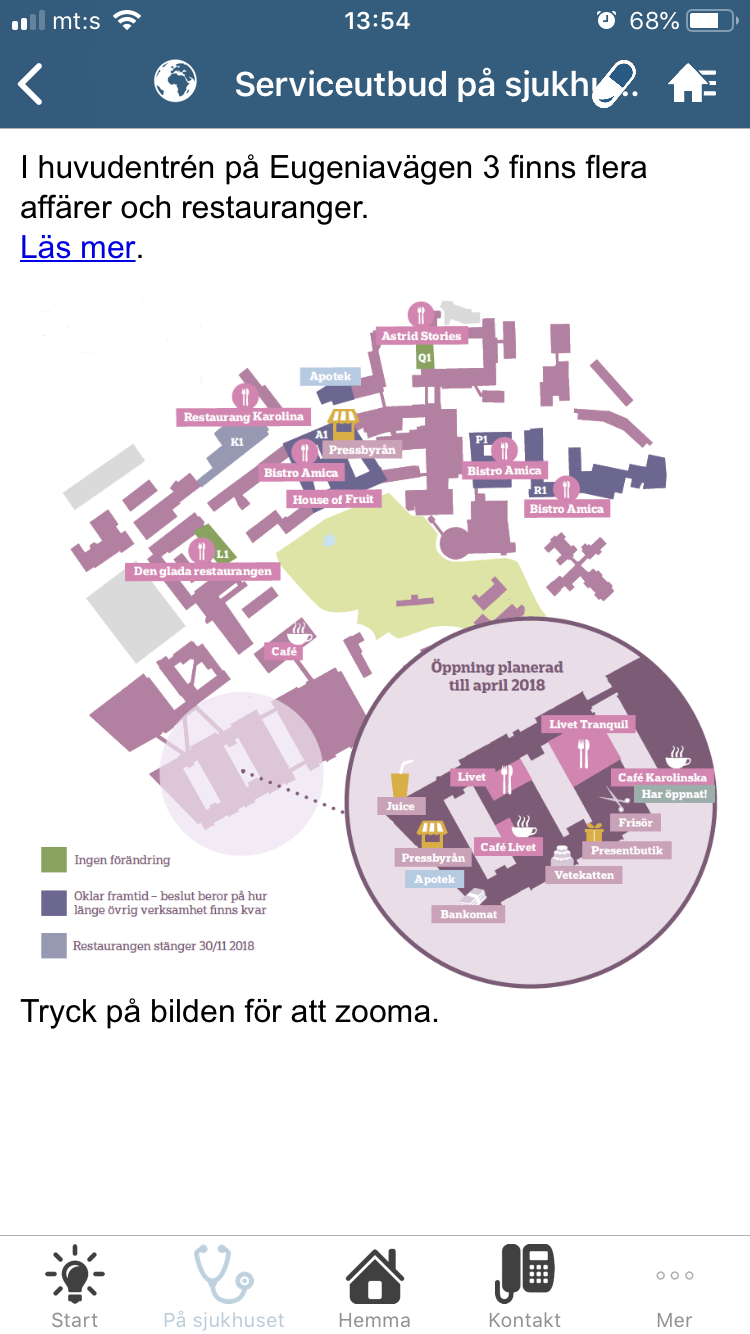 mt:s 13:54 68%
Serviceutbud på sjukhu...
I huvudentrén på Eugeniavägen 3 finns flera
affärer och restauranger.
Läs mer.
Astrid Stories
Q1
Apotek
Restaurang Karolina
K1
A1
Pressbyrån
Bistro Amica
House of Fruit
P1
Bistro Amica
R1
Bistro Amica
L1
Den glada restaurangen
Café
Öppning planerad
till april 2018
Livet Tranquil
Livet
Café Karolinska
Har öppnat!
Juice
Frisör
Pressbyrån
Café Livet
Presentbutik
Apotek
Vetekatten
Bankomat
Ingen förändring
Oklar framtid – beslut beror på hur
länge övrig verksamhet finns kvar
Restaurangen stänger 30/11 2018
Tryck på bilden för att zooma.
Start På sjukhuset Hemma Kontakt Mer